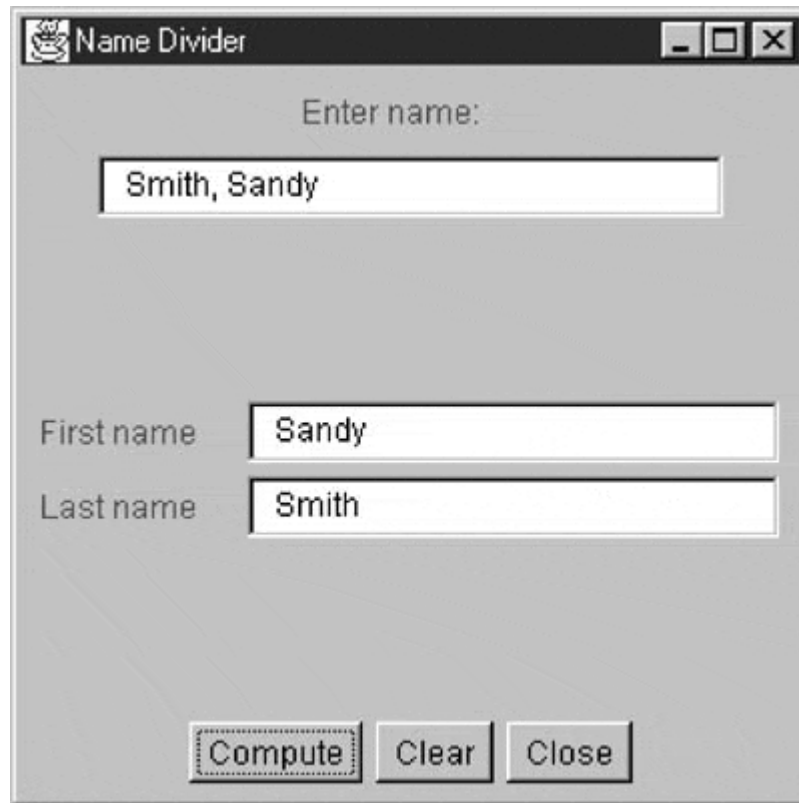 Name Divider
Enter name:
Smith, Sandy
First name Sandy
Last name Smith
Compute Clear Close